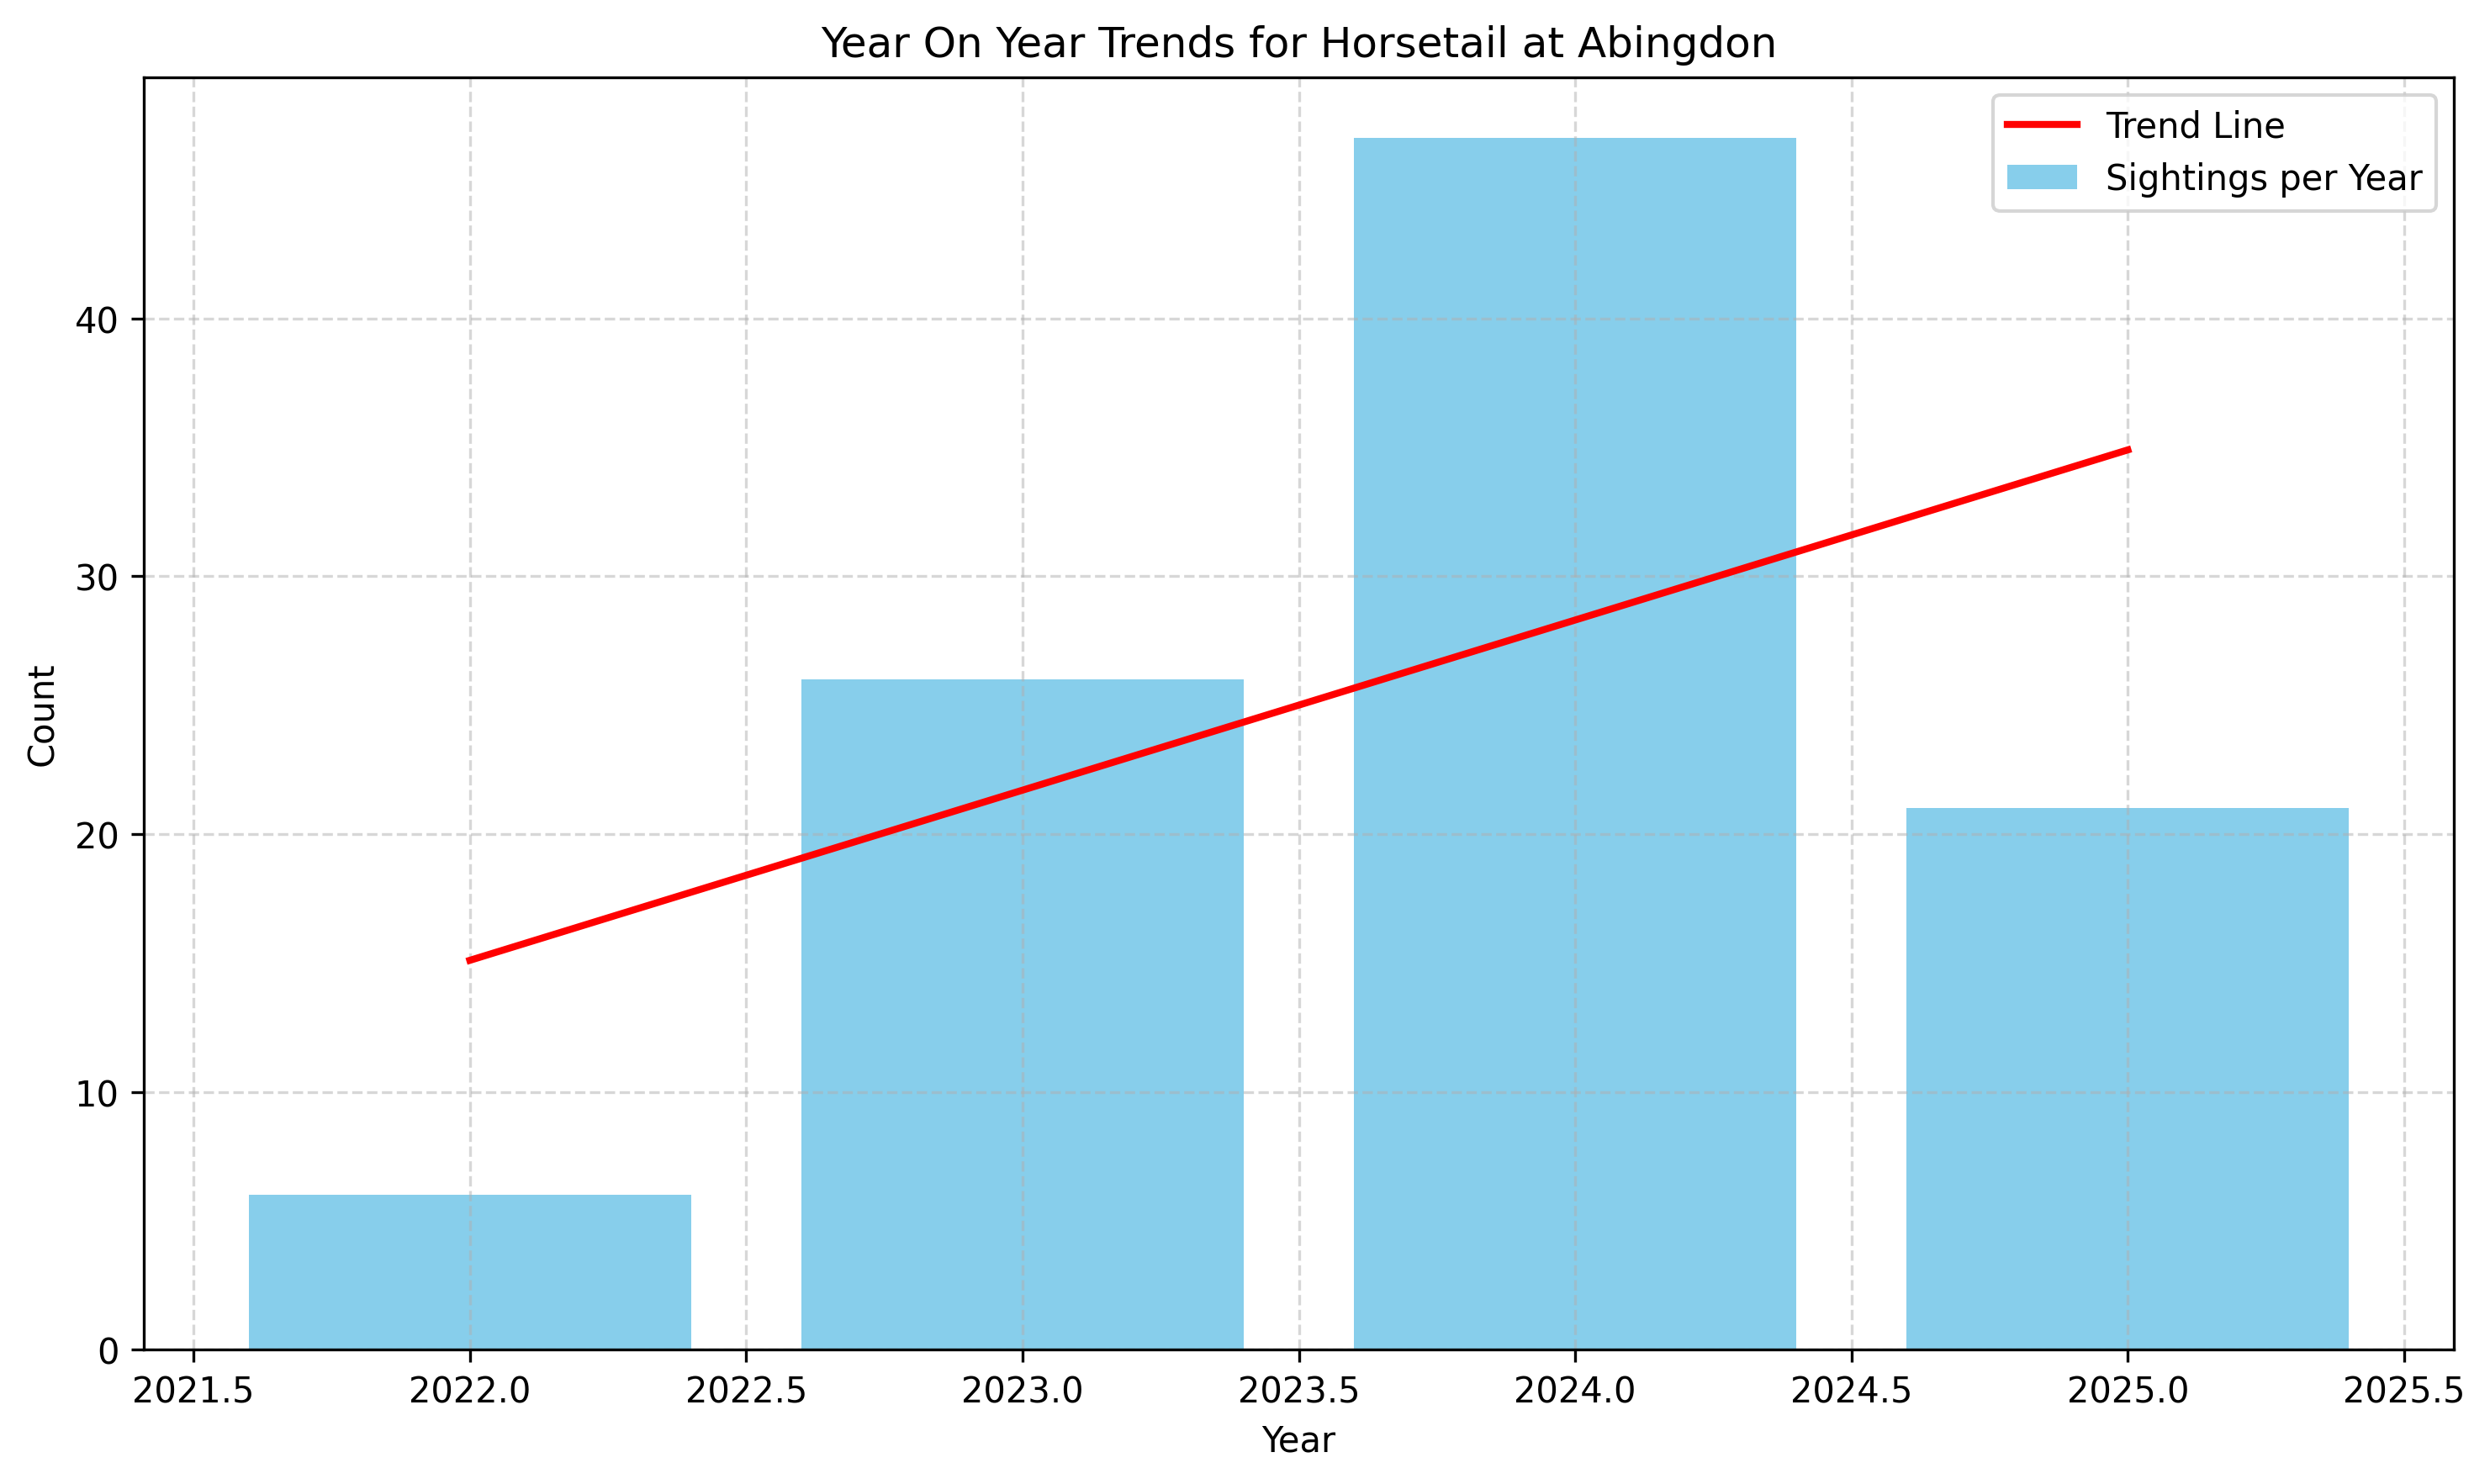 Year On Year Trends for Horsetail at Abingdon
Trend Line
Sightings per Year
40
30
20
10
0
Count
2021.5 2022.0 2022.5 2023.0 2023.5 2024.0 2024.5 2025.0 2025.5
Year